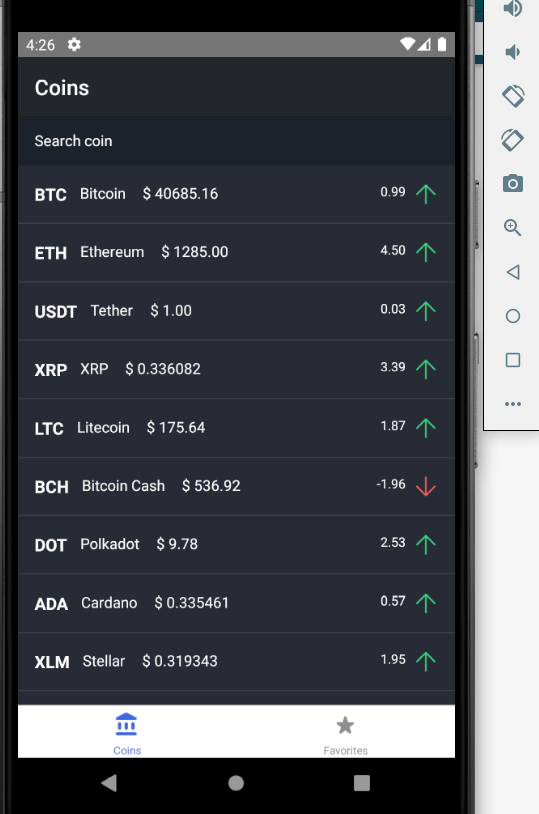 4:26
Coins
Search coin
BTC Bitcoin $ 40685.16 0.99
ETH Ethereum $ 1285.00 4.50
USDT Tether $ 1.00 0.03
XRP XRP $ 0.336082 3.39
LTC Litecoin $ 175.64 1.87
BCH Bitcoin Cash $ 536.92 -1.96
DOT Polkadot $ 9.78 2.53
ADA Cardano $ 0.335461 0.57
XLM Stellar $ 0.319343 1.95
Coins Favorites